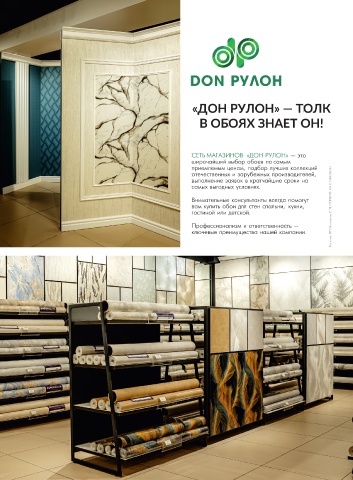 DON РУЛОН
«ДОН РУЛОН» — ТОЛК
В ОБОЯХ ЗНАЕТ ОН!
СЕТЬ МАГАЗИНОВ «ДОН РУЛОН» — это
широчайший выбор обоев по самым
приемлемым ценам, подбор лучших коллекций
отечественных и зарубежных производителей,
выполнение заявок в кратчайшие сроки на
самых выгодных условиях.
Внимательные консультанты всегда помогут
вам купить обои для стен спальни, кухни,
гостиной или детской.
Профессионализм и ответственность —
ключевые преимущества нашей компании.